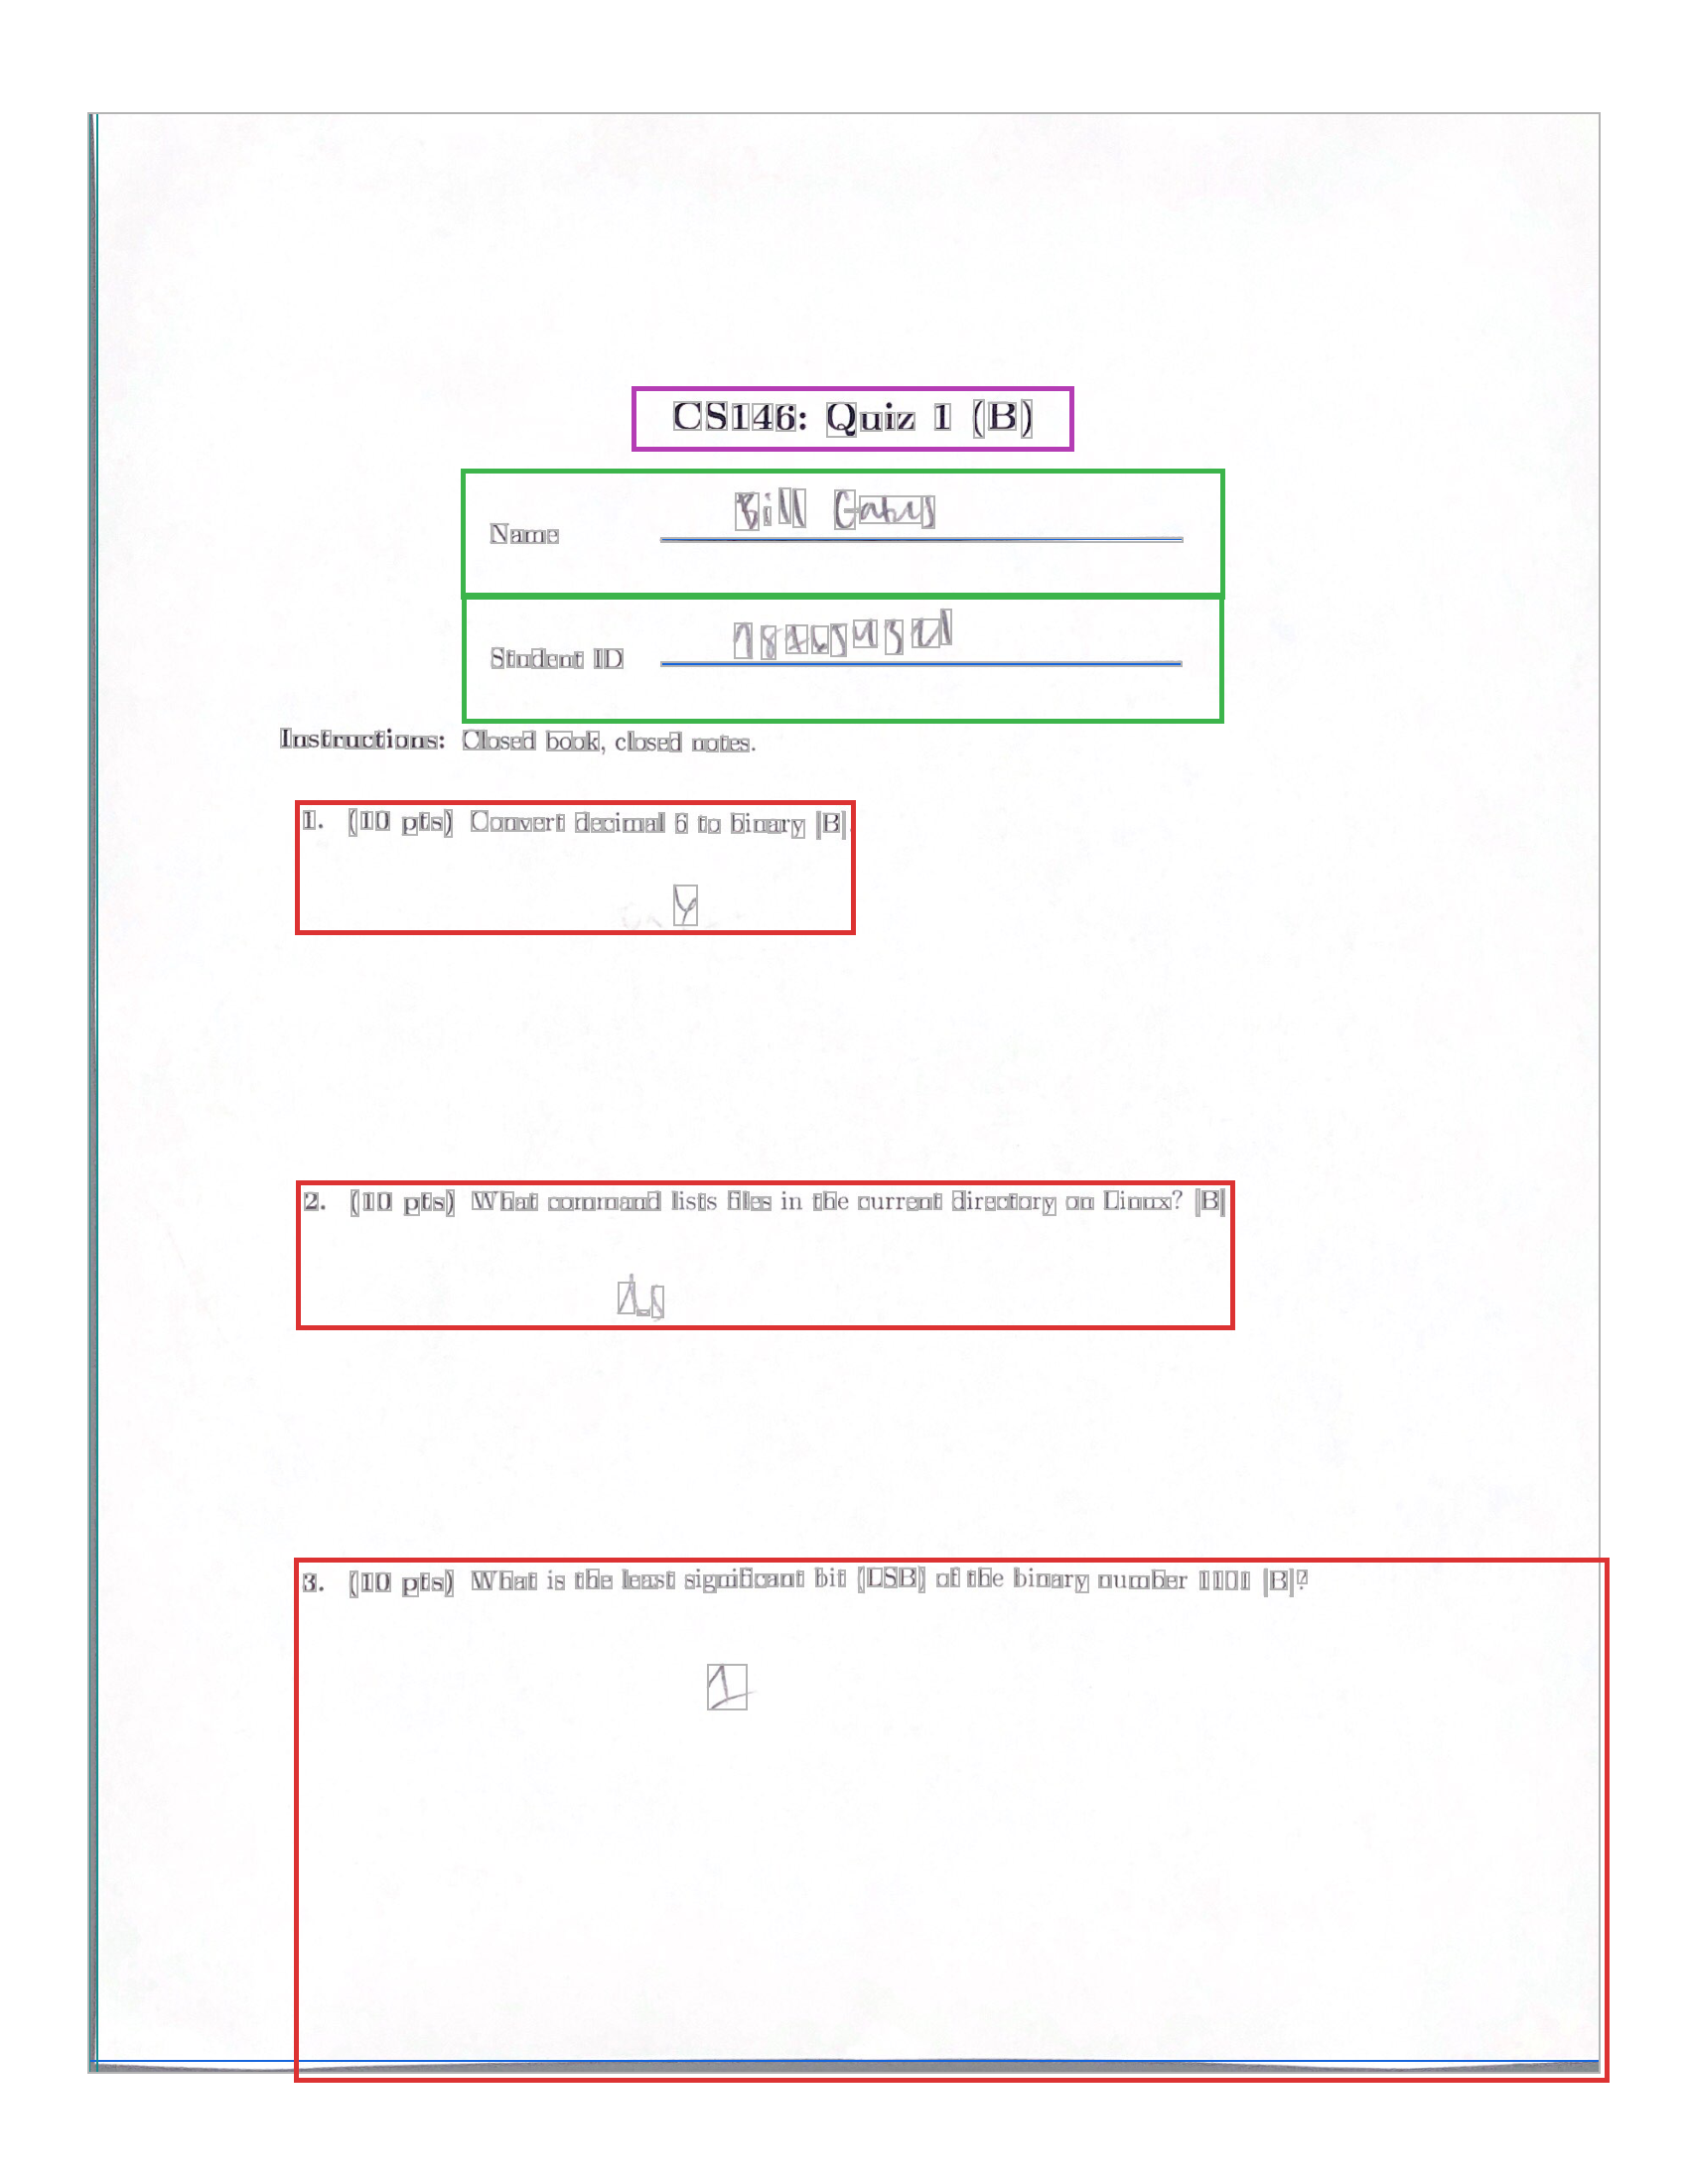 CS146: Quiz 1 (B)
Name Bill
Student ID
Instructions: Closed book, closed notes.
1. (10 pts) Convert decimal 6 to binary [B].
y
2. (10 pts) What command lists files in the current directory on Linux? [B]
ls
3. (10 pts) What is the least significant bit (LSB) of the binary number 1101 [B]?
1